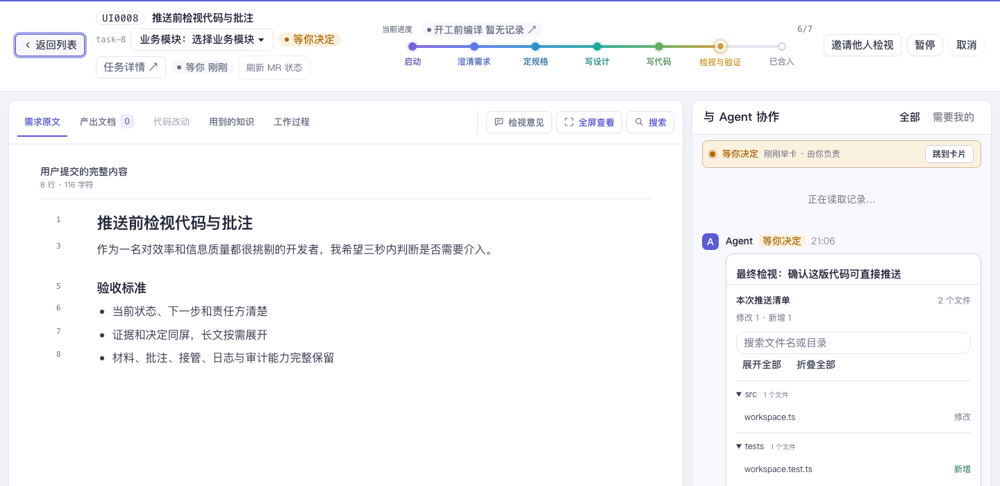 返回列表
UI0008 推送前检视代码与批注
task-8 业务模块: 选择业务模块 等你决定
任务详情 ↗ 等你 刚刚 刷新 MR 状态
当前进度 开工前编译 暂无记录 ↗ 6/7
启动 澄清需求 定规格 写设计 写代码 检视与验证 已合入
邀请他人检视 暂停 取消
需求原文 产出文档 0 代码改动 用到的知识 工作过程
检视意见 全屏查看 搜索
用户提交的完整内容
8 行 · 116 字符
1 推送前检视代码与批注
3 作为一名对效率和信息质量都很挑剔的开发者，我希望三秒内判断是否需要介入。
5 验收标准
6 • 当前状态、下一步和责任方清楚
7 • 证据和决定同屏，长文按需展开
8 • 材料、批注、接管、日志与审计能力完整保留
与 Agent 协作 全部 需要我的
等你决定 刚刚举卡 · 由你负责 跳到卡片
正在读取记录…
A Agent 等你决定 21:06
最终检视：确认这版代码可直接推送
本次推送清单 2 个文件
修改 1 · 新增 1
搜索文件名或目录
展开全部 折叠全部
▼ src 1 个文件
workspace.ts 修改
▼ tests 1 个文件
workspace.test.ts 新增